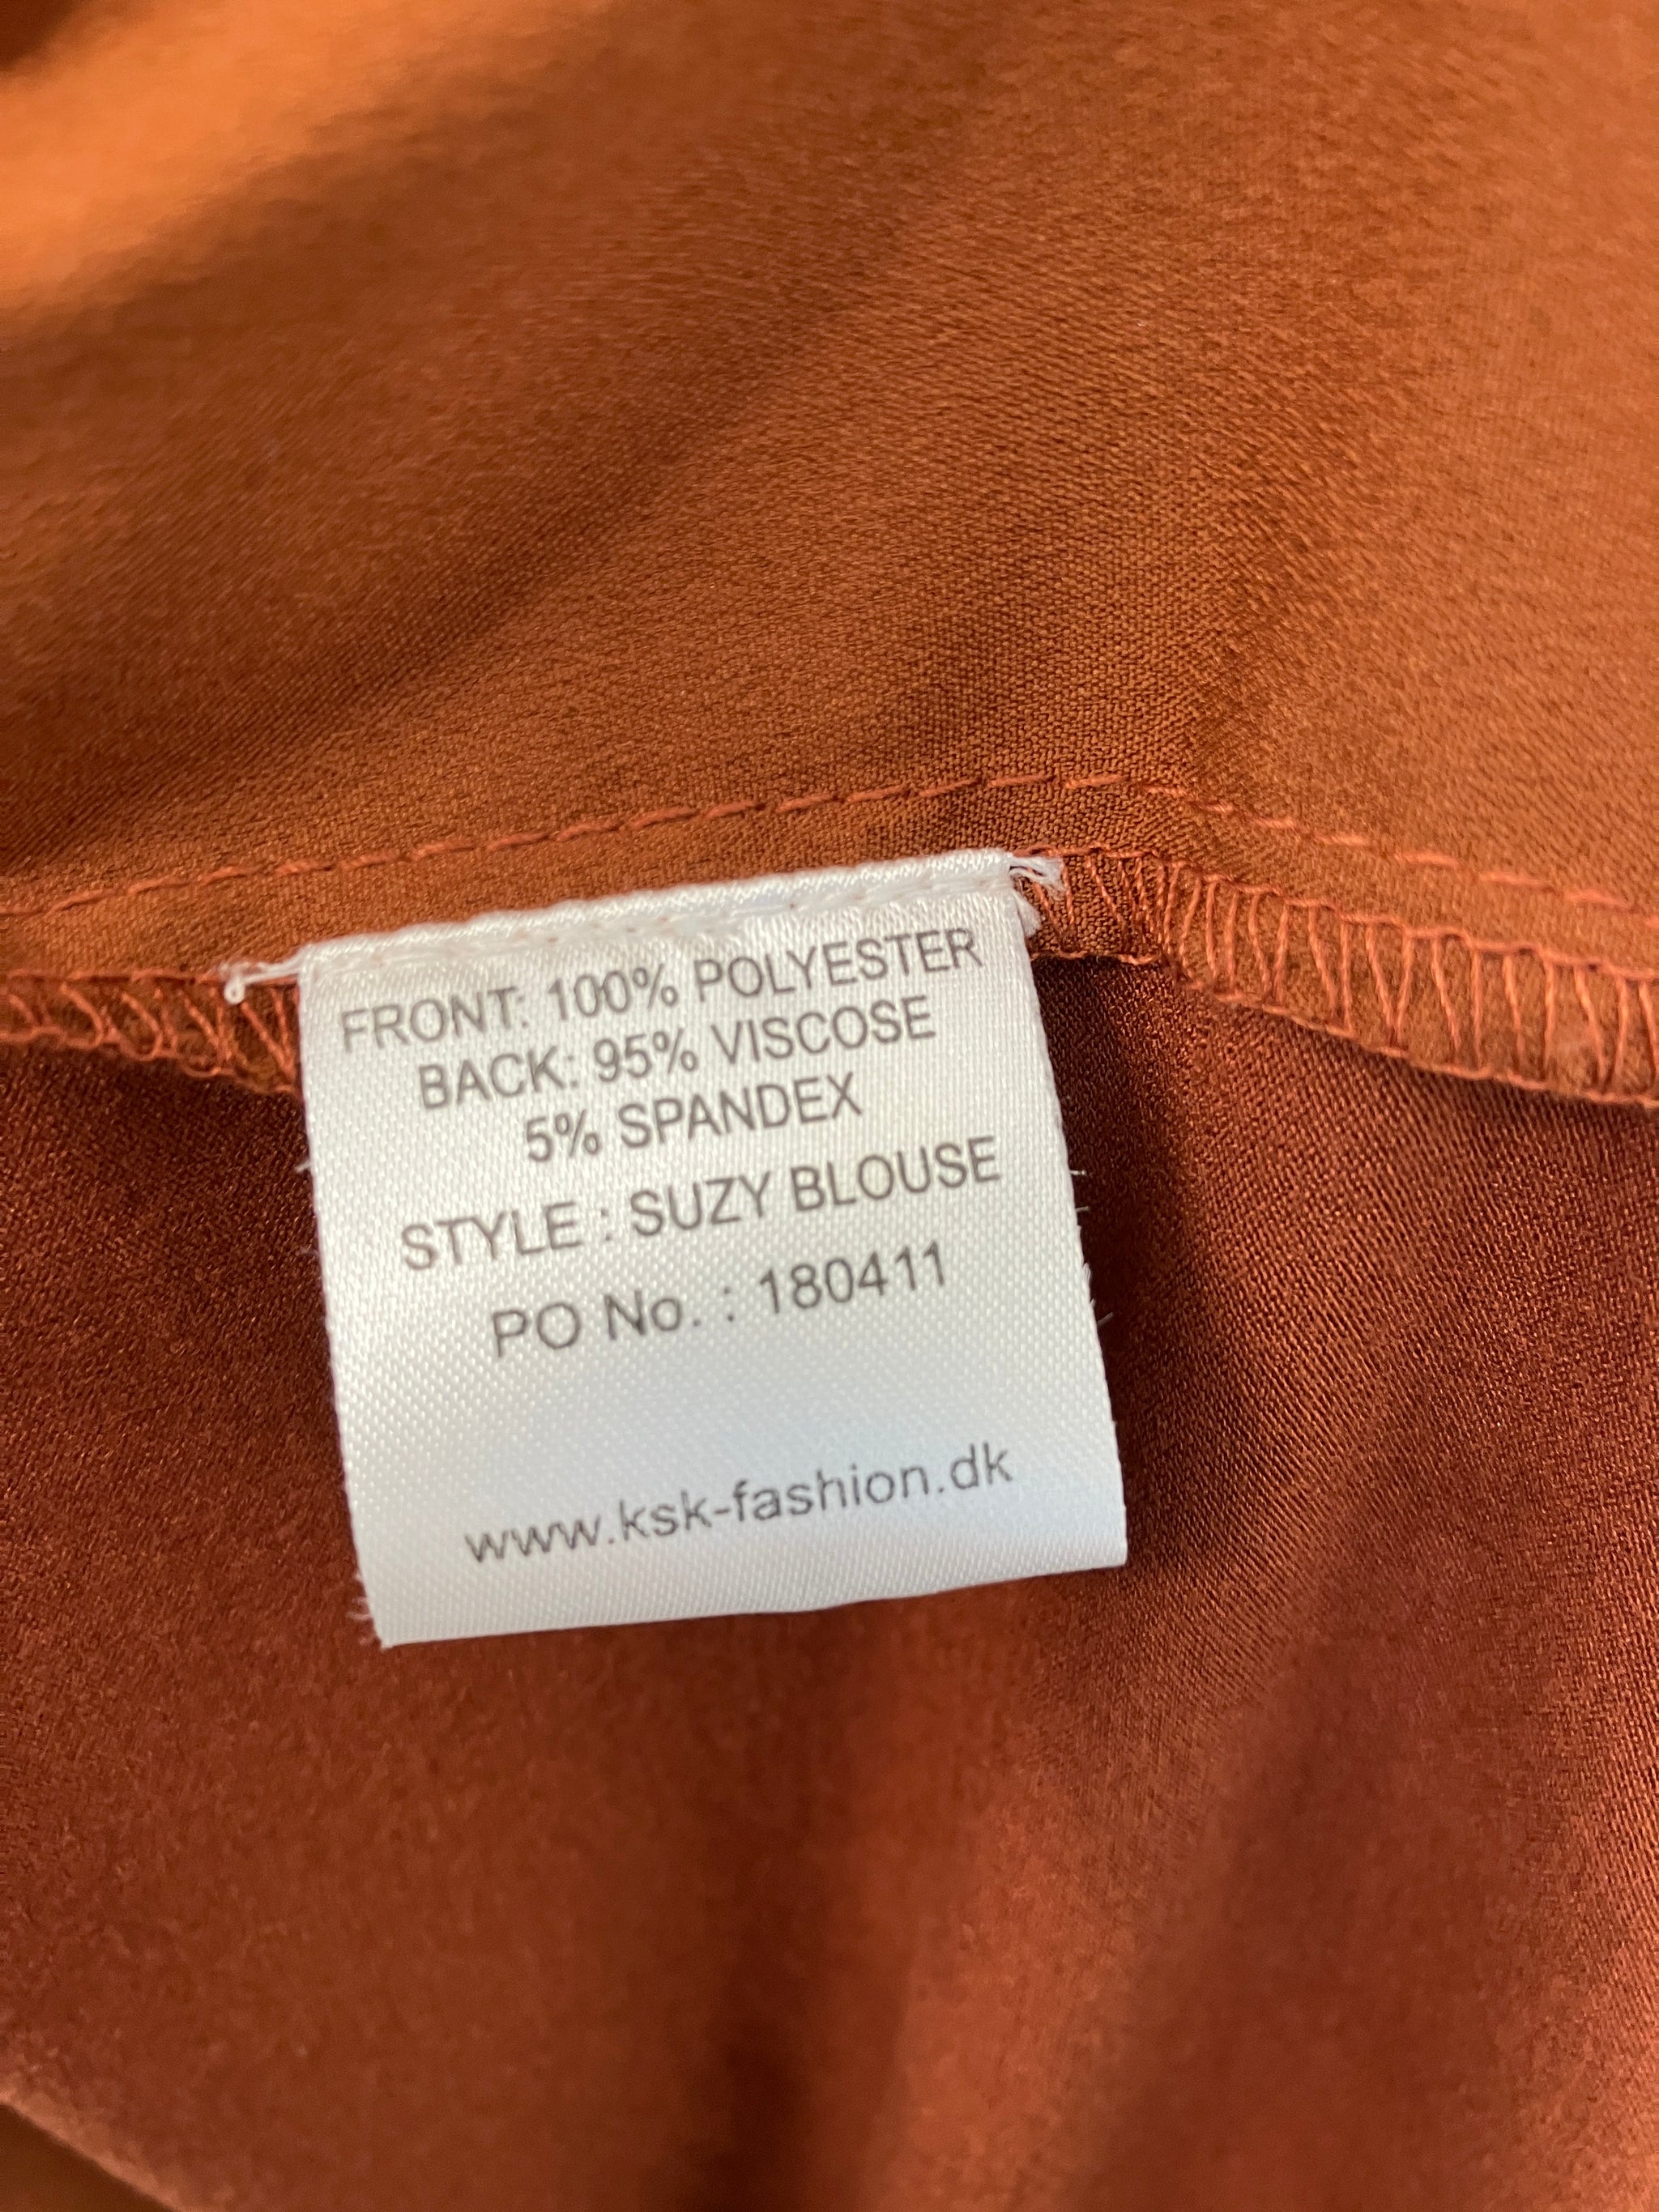 FRONT: 100% POLYESTER
BACK: 95% VISCOSE
5% SPANDEX
STYLE : SUZY BLOUSE
PO No. : 180411
www.ksk-fashion.dk